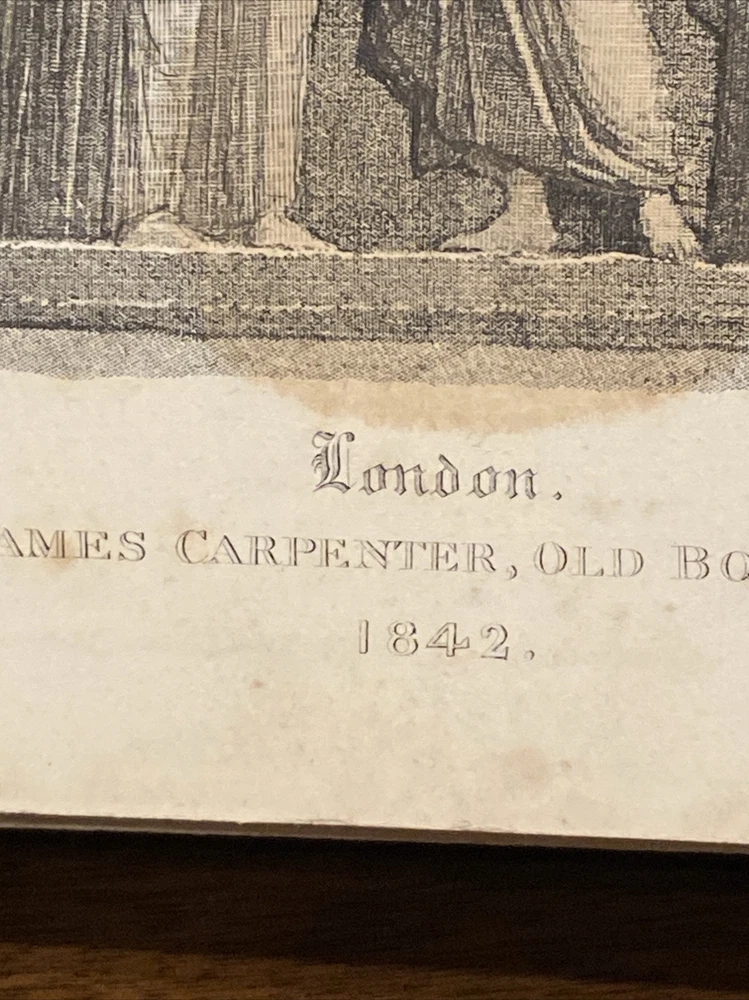 London.
AMES CARPENTER, OLD BO
1842.